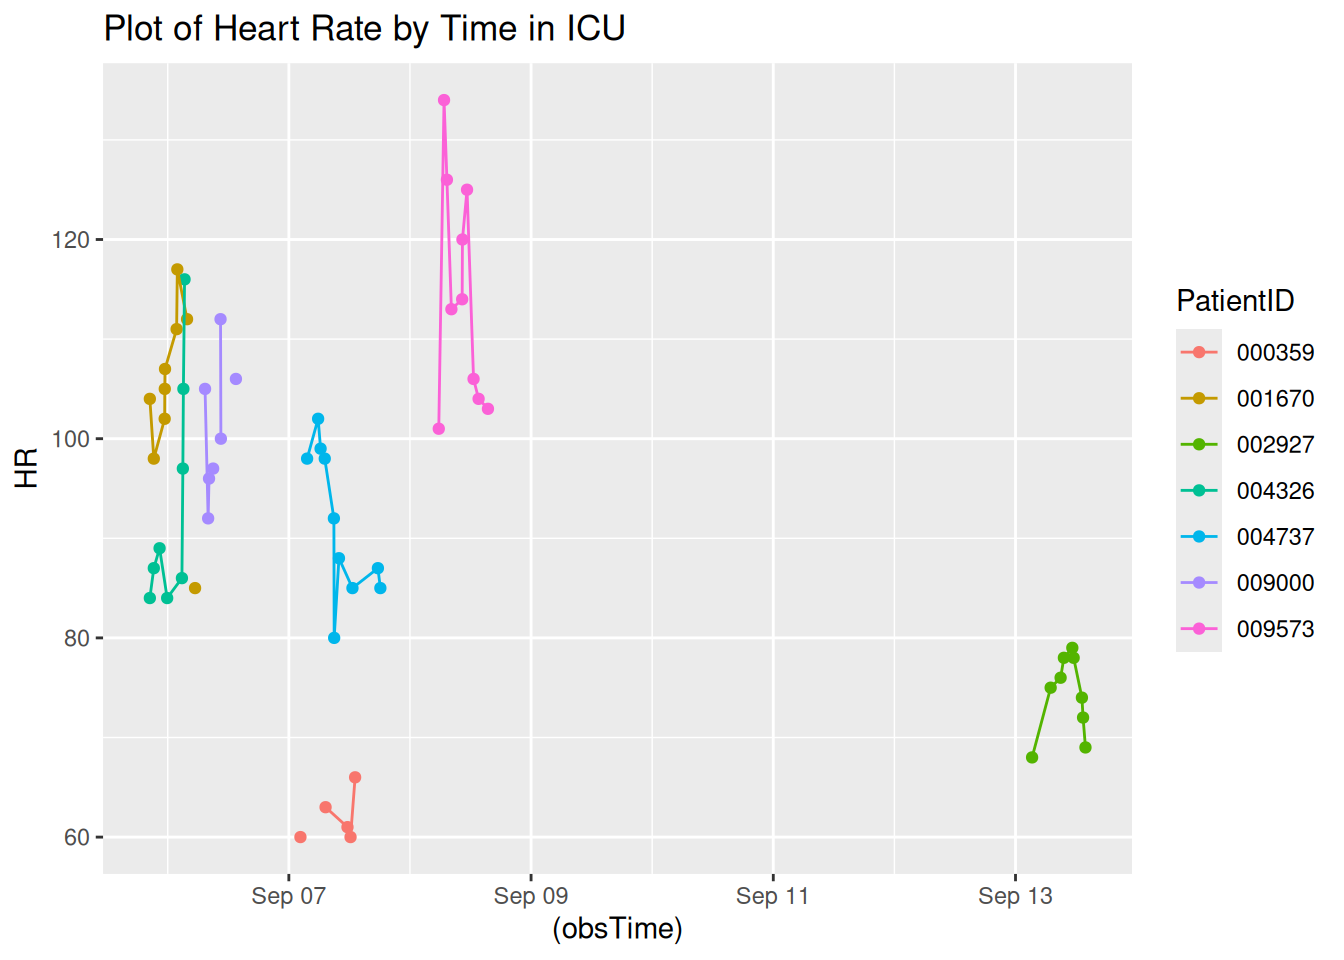 Plot of Heart Rate by Time in ICU
HR
120
100
80
60
Sep 07
Sep 09
Sep 11
Sep 13
(obsTime)
PatientID
000359
001670
002927
004326
004737
009000
009573